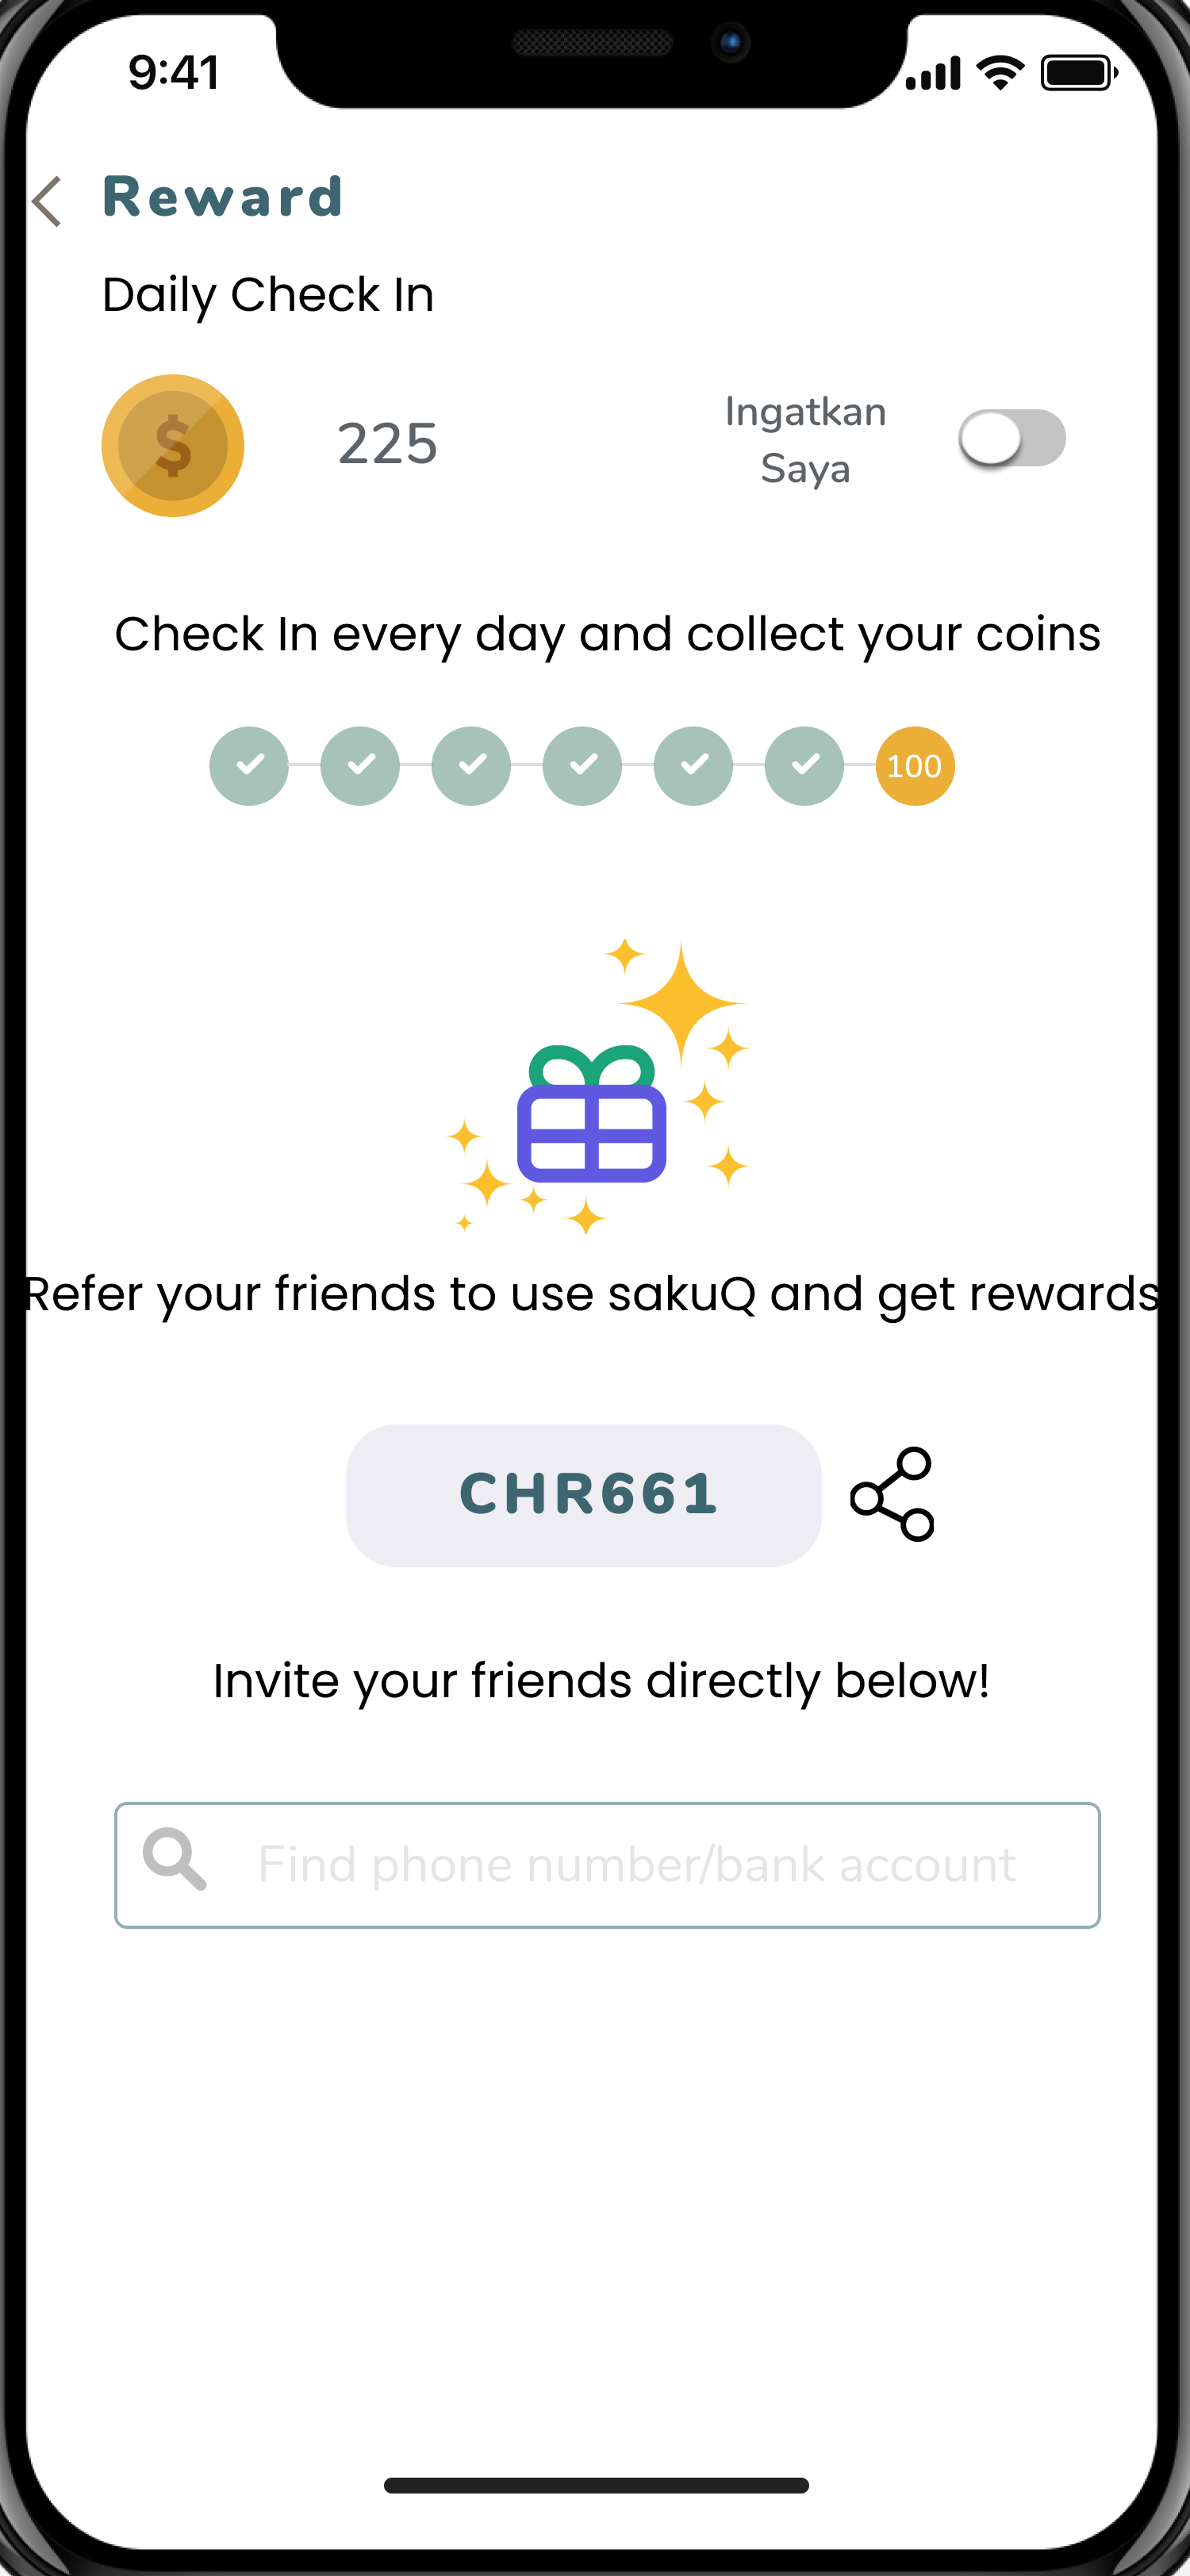 9:41
Reward
Daily Check In
$
225
Ingatkan
Saya
Check In every day and collect your coins
100
Refer your friends to use sakuQ and get rewards
CHR661
Invite your friends directly below!
Find phone number/bank account